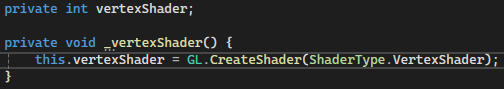 private int vertexShader;
private void _vertexShader() {
this.vertexShader = GL.CreateShader(ShaderType.VertexShader);
}